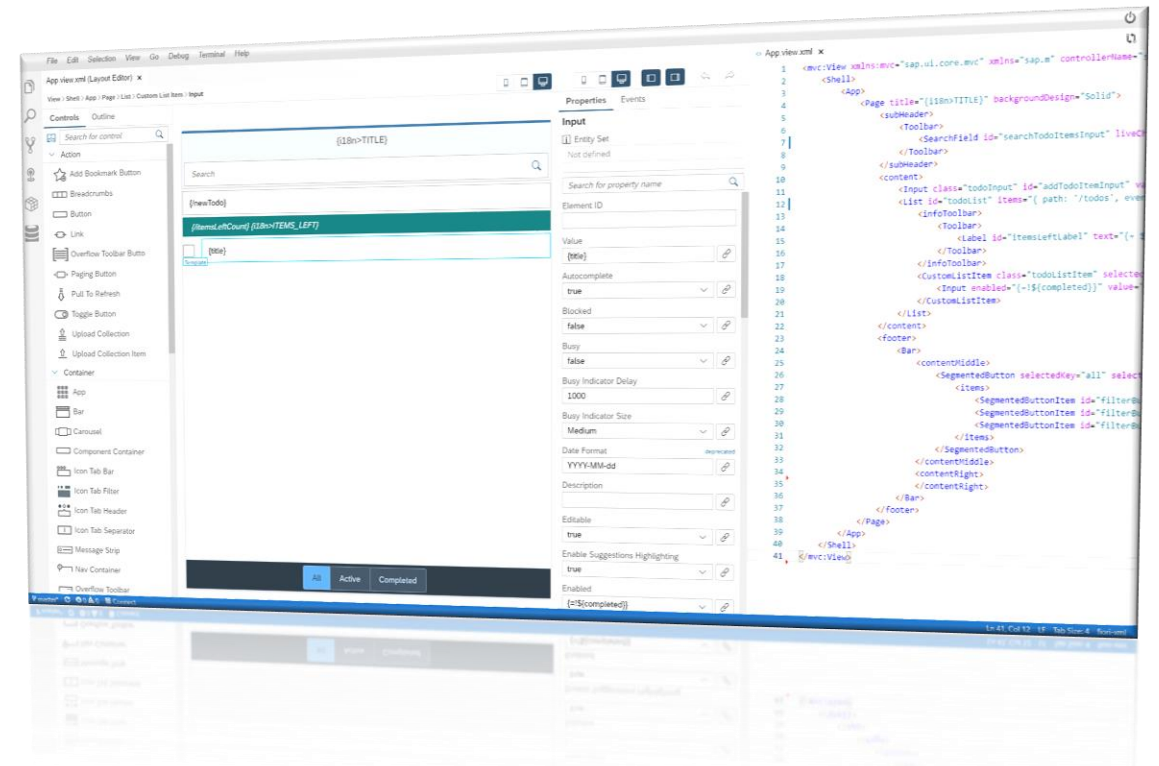 File Edit Selection View Go Debug Terminal Help
App view.xml (Layout Editor) ×
View > Shell > App > Page > List > Custom List Item > Input
Controls Outline
Search for control
Action
Add Bookmark Button
Breadcrumbs
Button
Link
Overflow Toolbar Butto
Paging Button
Pull To Refresh
Toggle Button
Upload Collection
Upload Collection Item
Container
App
Bar
Carousel
Component Container
Icon Tab Bar
Icon Tab Filter
Icon Tab Header
Icon Tab Separator
Message Strip
Nav Container
Overflow Toolbar
{i18n>TITLE}
Search
{/newTodo}
{/itemsLeftCount} {i18n>ITEMS_LEFT}
{title}
Template
All Active Completed
Properties Events
Input
Entity Set
Not defined
Search for property name
Element ID
Value
{title}
Autocomplete
true
Blocked
false
Busy
false
Busy Indicator Delay
1000
Busy Indicator Size
Medium
Date Format Deprecated
YYYY-MM-dd
Description
Editable
true
Enable Suggestions Highlighting
true
Enabled
{=!${completed}}
App view.xml ×
1 <mvc:View xmlns:mvc="sap.ui.core.mvc" xmlns="sap.m" controllerName="
2 <Shell>
3 <App>
4 <Page title="{i18n>TITLE}" backgroundDesign="Solid">
5 <subHeader>
6 <Toolbar>
7 <SearchField id="searchTodoItemsInput" liveC
8 </Toolbar>
9 </subHeader>
10 <content>
11 <Input class="todoInput" id="addTodoItemInput" va
12 <List id="todoList" items="{ path: '/todos', even
13 <infoToolbar>
14 <Toolbar>
15 <Label id="itemsLeftLabel" text="{=
16 </Toolbar>
17 </infoToolbar>
18 <CustomListItem class="todoListItem" selected
19 <Input enabled="{=!${completed}}" value="
20 </CustomListItem>
21 </List>
22 </content>
23 <footer>
24 <Bar>
25 <contentMiddle>
26 <SegmentedButton selectedKey="all" select
27 <items>
28 <SegmentedButtonItem id="filterBu
29 <SegmentedButtonItem id="filterBu
30 <SegmentedButtonItem id="filterBu
31 </items>
32 </SegmentedButton>
33 </contentMiddle>
34 <contentRight>
35 </contentRight>
36 </Bar>
37 </footer>
38 </Page>
39 </App>
40 </Shell>
41 </mvc:View>
master* 0 0 Connect
Ln 41, Col 12 LF Tab Size: 4 fiori-xml